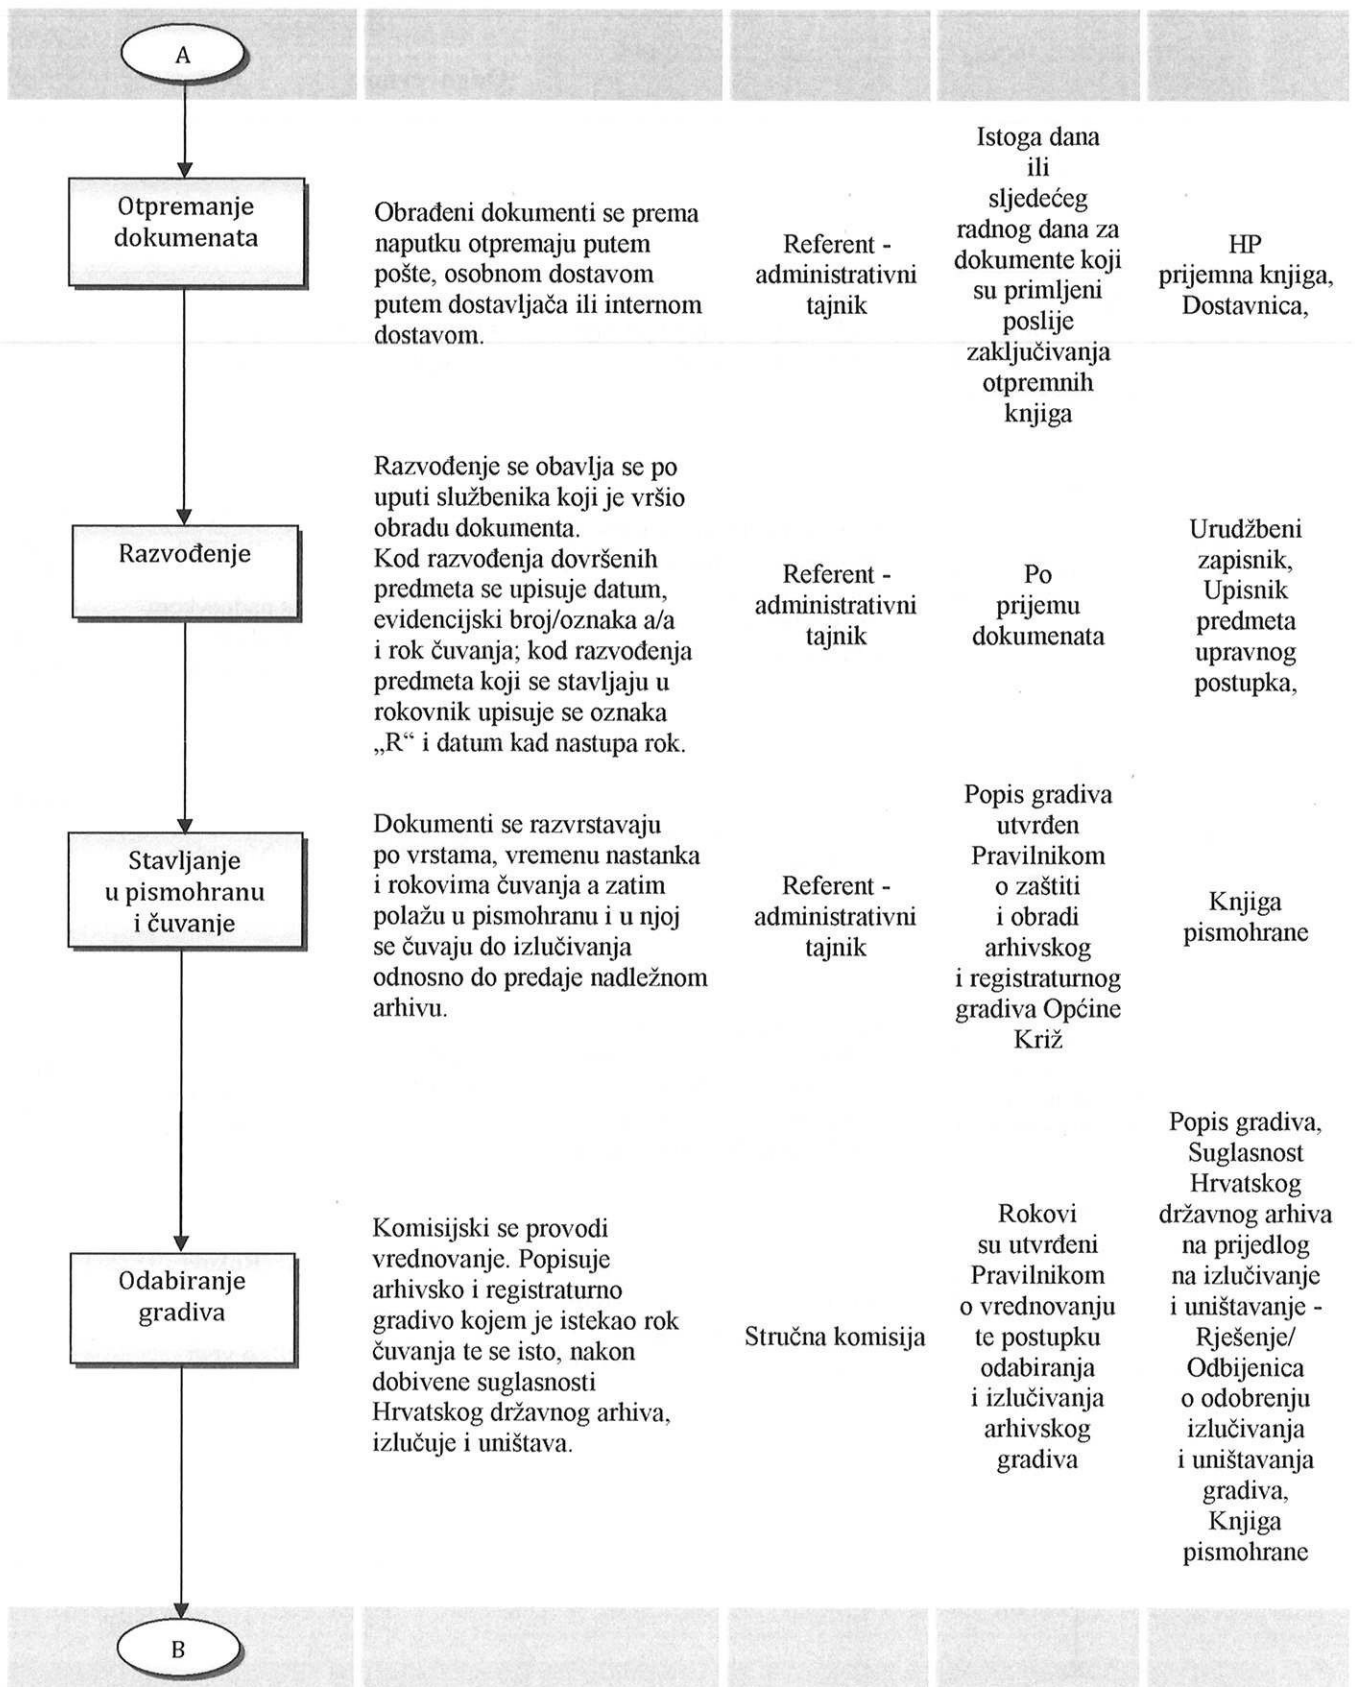 A
Otpremanje
dokumenata
Obrađeni dokumenti se prema
naputku otpremaju putem
pošte, osobnom dostavom
putem dostavljača ili internom
dostavom.
Referent -
administrativni
tajnik
Istoga dana
ili
sljedećeg
radnog dana za
dokumente koji
su primljeni
poslije
zaključivanja
otpremnih
knjiga
HP
prijemna knjiga,
Dostavnica,
Razvođenje
Razvođenje se obavlja se po
uputi službenika koji je vršio
obradu dokumenta.
Kod razvođenja dovršenih
predmeta se upisuje datum,
evidencijski broj/oznaka a/a
i rok čuvanja; kod razvođenja
predmeta koji se stavljaju u
rokovnik upisuje se oznaka
„R“ i datum kad nastupa rok.
Referent -
administrativni
tajnik
Po
prijemu
dokumenata
Urudžbeni
zapisnik,
Upisnik
predmeta
upravnog
postupka,
Stavljanje
u pismohranu
i čuvanje
Dokumenti se razvrstavaju
po vrstama, vremenu nastanka
i rokovima čuvanja a zatim
polažu u pismohranu i u njoj
se čuvaju do izlučivanja
odnosno do predaje nadležnom
arhivu.
Referent -
administrativni
tajnik
Popis gradiva
utvrđen
Pravilnikom
o zaštiti
i obradi
arhivskog
i registraturnog
gradiva Općine
Križ
Knjiga
pismohrane
Odabiranje
gradiva
Komisijski se provodi
vrednovanje. Popisuje
arhivsko i registraturno
gradivo kojem je istekao rok
čuvanja te se isto, nakon
dobivene suglasnosti
Hrvatskog državnog arhiva,
izlučuje i uništava.
Stručna komisija
Rokovi
su utvrđeni
Pravilnikom
o vrednovanju
te postupku
odabiranja
i izlučivanja
arhivskog
gradiva
Popis gradiva,
Suglasnost
Hrvatskog
državnog arhiva
na prijedlog
na izlučivanje
i uništavanje -
Rješenje/
Odbijenica
o odobrenju
izlučivanja
i uništavanja
gradiva,
Knjiga
pismohrane
B